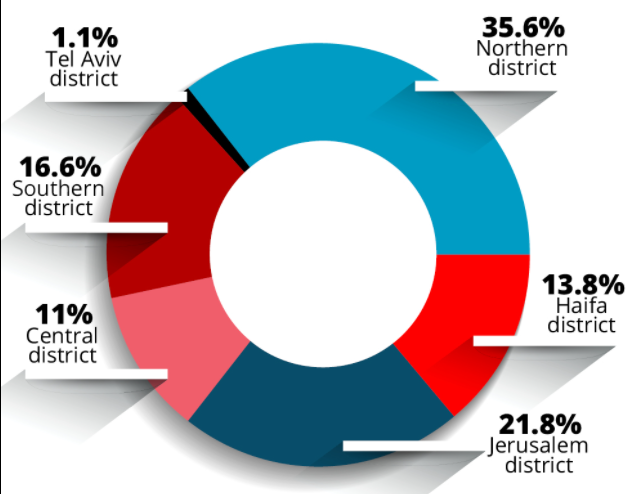 1.1%
Tel Aviv
district
35.6%
Northern
district
16.6%
Southern
district
13.8%
Haifa
district
11%
Central
district
21.8%
Jerusalem
district